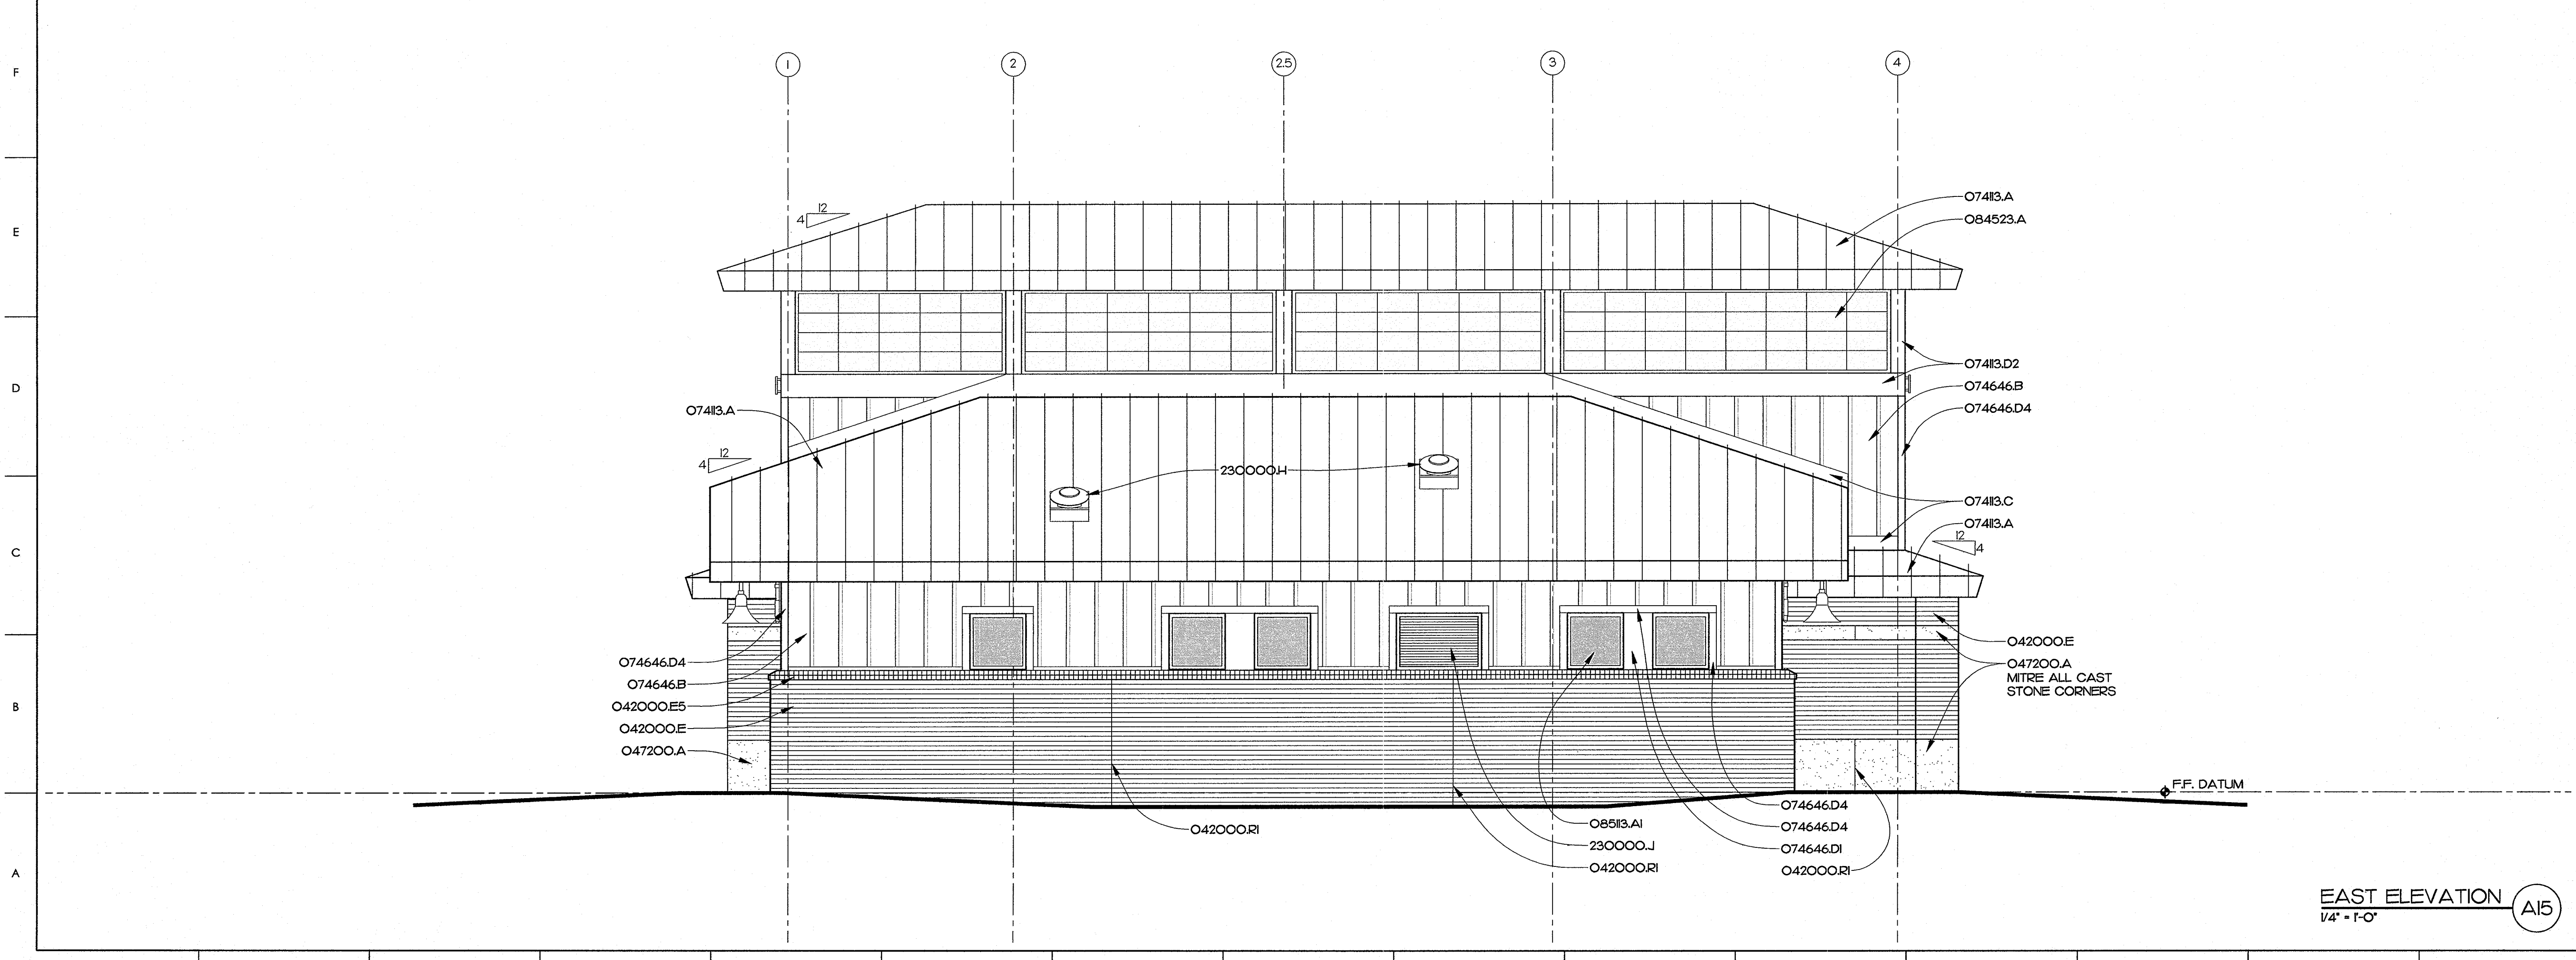 F
E
D
C
B
A
1
2
2.5
3
4
12
4
074113.A
084523.A
074113.D2
074646.B
074646.D4
074113.A
12
4
230000.H
074113.C
074113.A
12
4
074646.D4
074646.B
042000.E5
042000.E
047200.A
042000.E
047200.A
MITRE ALL CAST
STONE CORNERS
F.F. DATUM
042000.R1
085113.A1
230000.J
042000.R1
074646.D4
074646.D4
074646.D1
042000.R1
EAST ELEVATION
1/4" = 1'-0"
A15